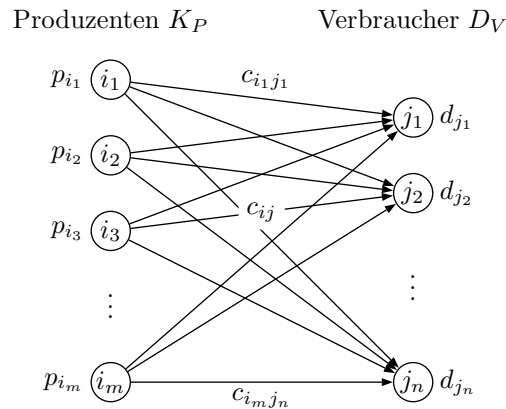 Produzenten K_P Verbraucher D_V
p_{i_1} i_1 c_{i_1 j_1}
j_1 d_{j_1}
p_{i_2} i_2
j_2 d_{j_2}
c_{ij}
p_{i_3} i_3
⋮ ⋮
p_{i_m} i_m c_{i_m j_n} j_n d_{j_n}